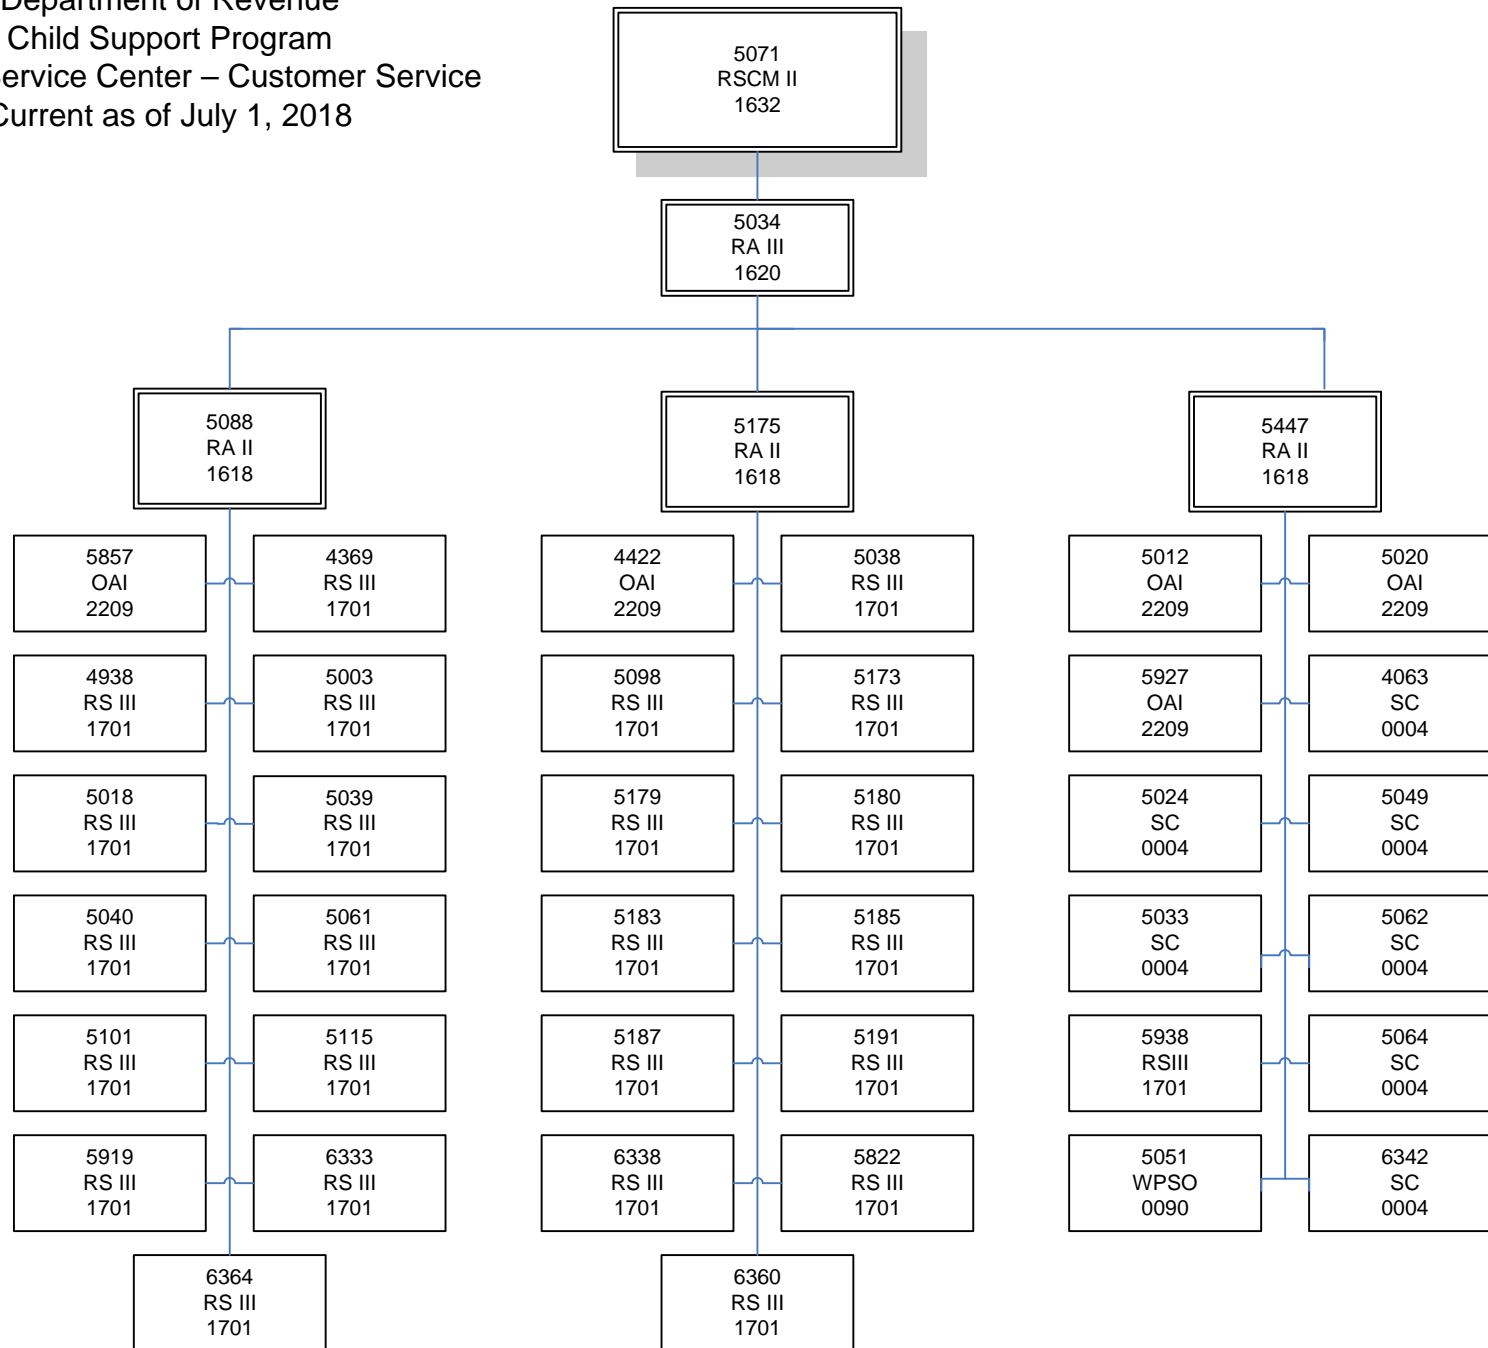 Department of Revenue
Child Support Program
Service Center – Customer Service
Current as of July 1, 2018
5071
RSCM II
1632
5034
RA III
1620
5088
RA II
1618
5175
RA II
1618
5447
RA II
1618
5857
OAI
2209
4369
RS III
1701
4422
OAI
2209
5038
RS III
1701
5012
OAI
2209
5020
OAI
2209
4938
RS III
1701
5003
RS III
1701
5098
RS III
1701
5173
RS III
1701
5927
OAI
2209
4063
SC
0004
5018
RS III
1701
5039
RS III
1701
5179
RS III
1701
5180
RS III
1701
5024
SC
0004
5049
SC
0004
5040
RS III
1701
5061
RS III
1701
5183
RS III
1701
5185
RS III
1701
5033
SC
0004
5062
SC
0004
5101
RS III
1701
5115
RS III
1701
5187
RS III
1701
5191
RS III
1701
5938
RSIII
1701
5064
SC
0004
5919
RS III
1701
6333
RS III
1701
6338
RS III
1701
5822
RS III
1701
5051
WPSO
0090
6342
SC
0004
6364
RS III
1701
6360
RS III
1701